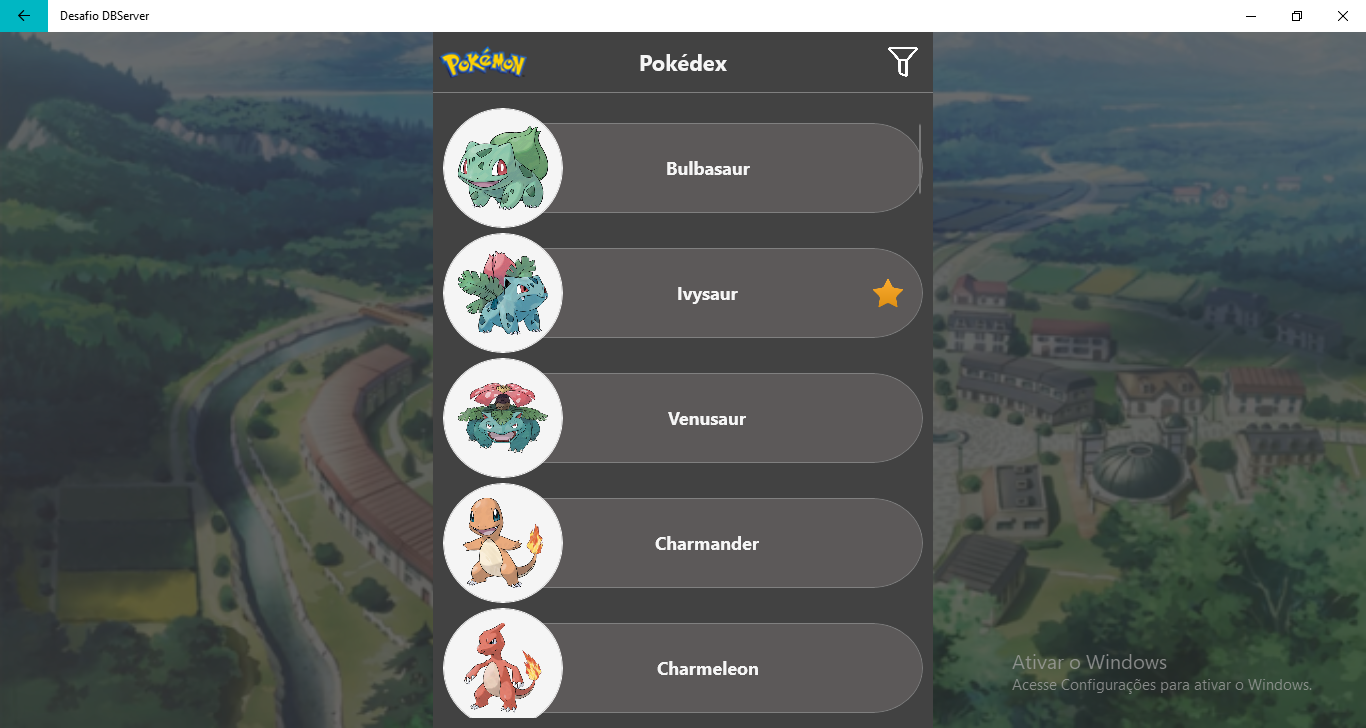 Desafio DBServer
POKÉMON
Pokédex
Bulbasaur
Ivysaur
Venusaur
Charmander
Charmeleon
Ativar o Windows
Acesse Configurações para ativar o Windows.